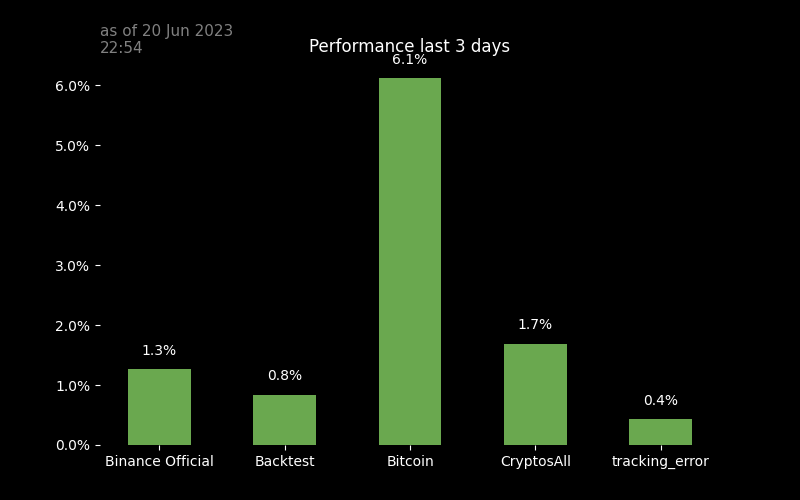 as of 20 Jun 2023
22:54
Performance last 3 days
6.1%
6.0%
5.0%
4.0%
3.0%
2.0%
1.0%
0.0%
1.3%
0.8%
1.7%
0.4%
Binance Official
Backtest
Bitcoin
CryptosAll
tracking_error